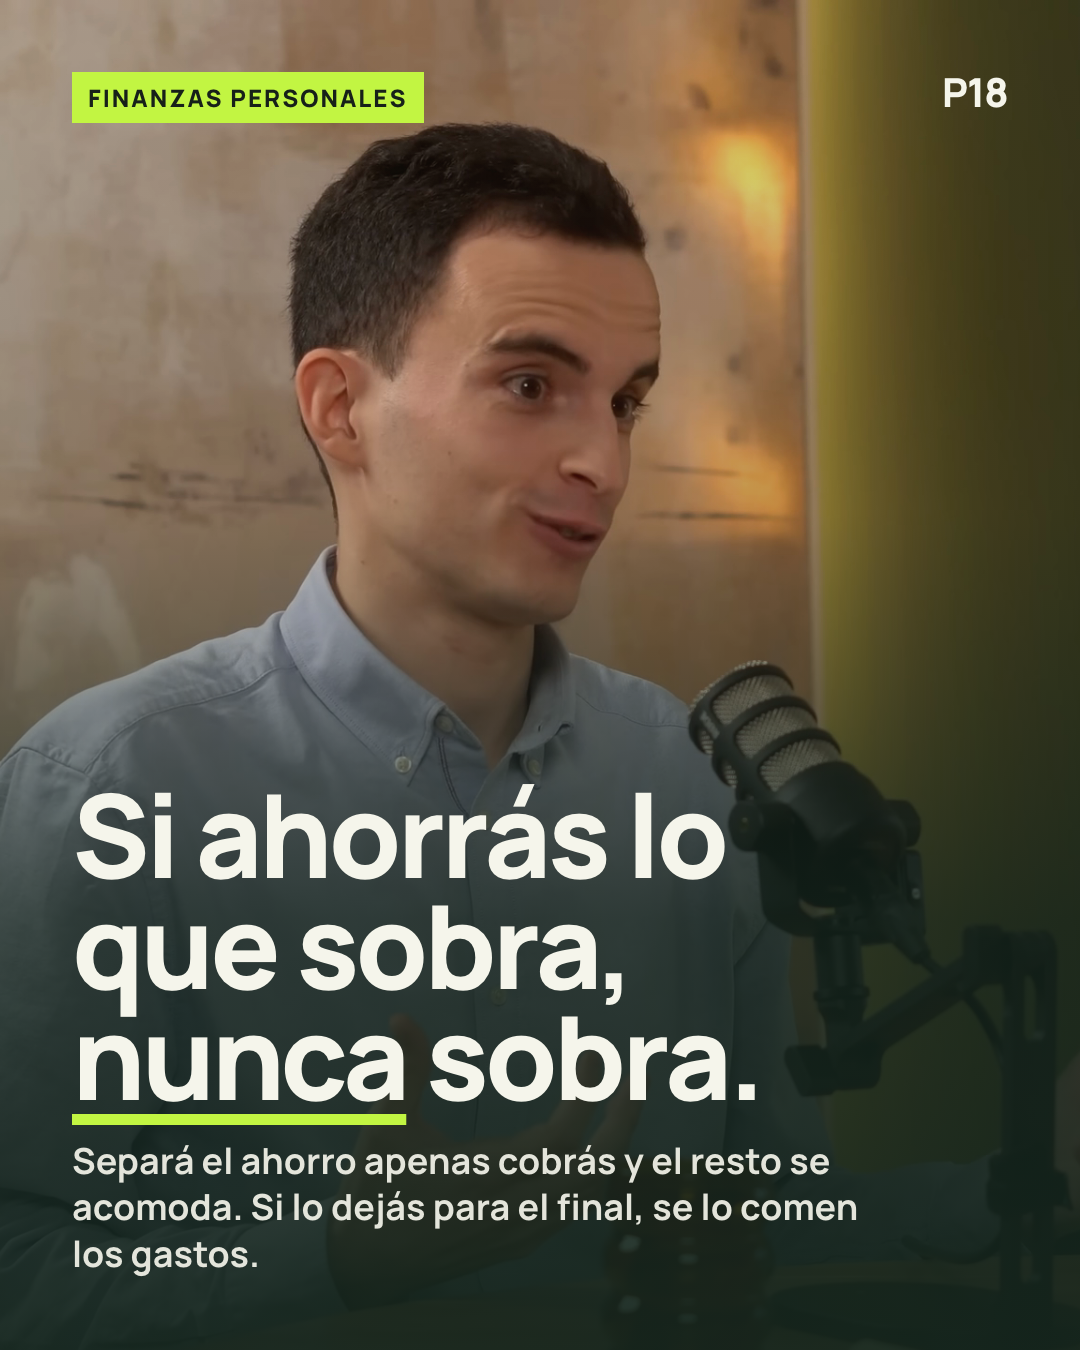 FINANZAS PERSONALES
P18
Si ahorrás lo
que sobra,
nunca sobra.
Separá el ahorro apenas cobrás y el resto se
acomoda. Si lo dejás para el final, se lo comen
los gastos.